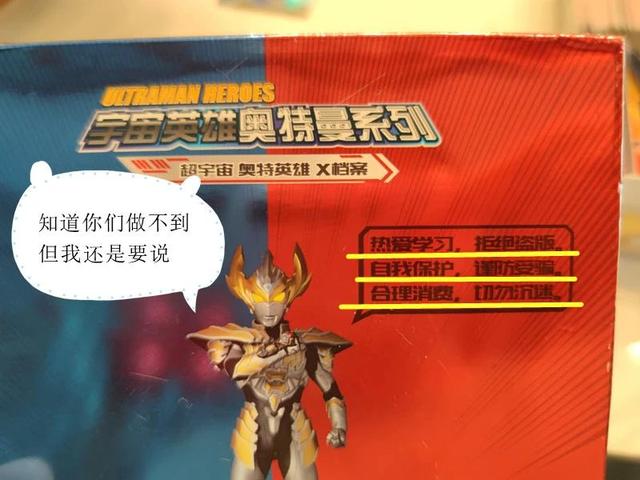 ULTRAMAN HEROES
宇宙英雄奥特曼系列
超宇宙 奥特英雄 X档案
知道你们做不到
但我还是要说
热爱学习，拒绝盗版。
自我保护，谨防受骗。
合理消费，切勿沉迷。